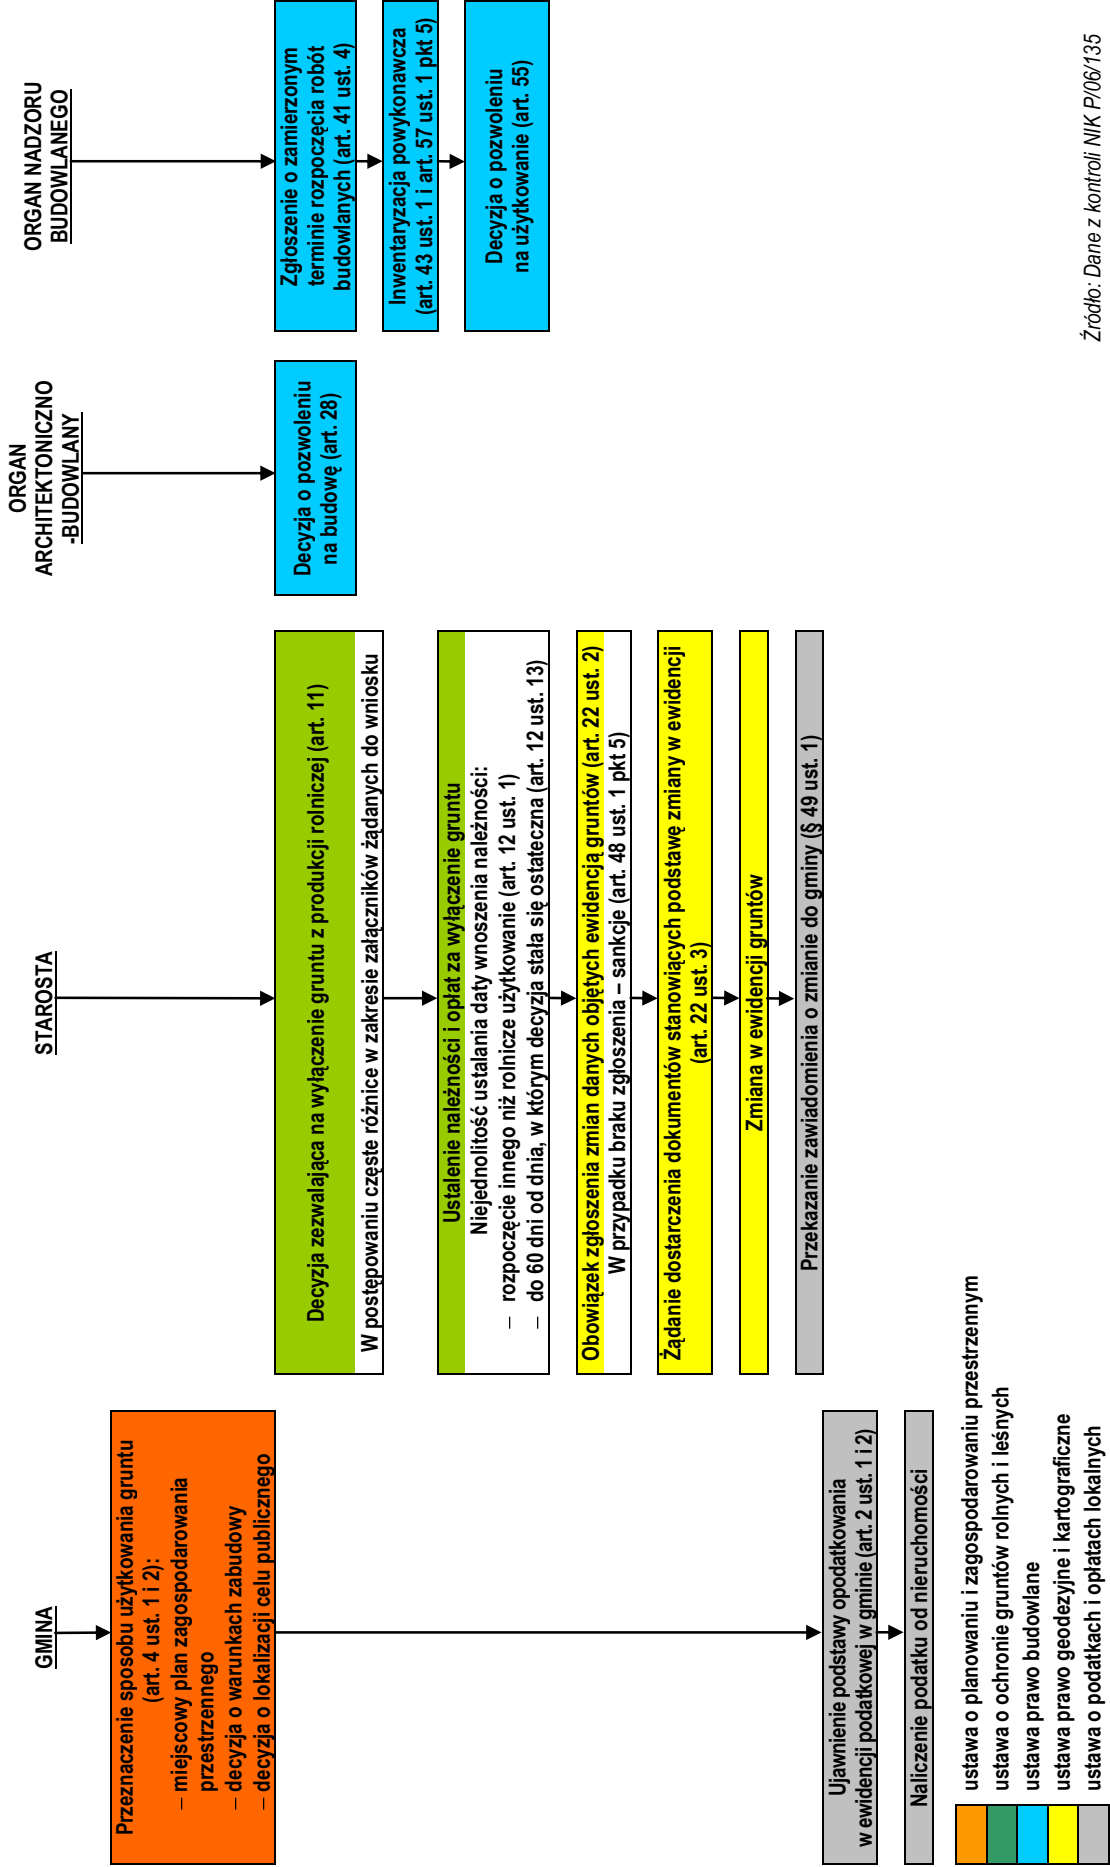 GMINA
Przeznaczenie sposobu użytkowania gruntu
(art. 4 ust. 1 i 2):
– miejscowy plan zagospodarowania
przestrzennego
– decyzja o warunkach zabudowy
– decyzja o lokalizacji celu publicznego
Ujawnienie podstawy opodatkowania
w ewidencji podatkowej w gminie (art. 2 ust. 1 i 2)
Naliczenie podatku od nieruchomości
STAROSTA
Decyzja zezwalająca na wyłączenie gruntu z produkcji rolniczej (art. 11)
W postępowaniu częste różnice w zakresie załączników żądanych do wniosku
Ustalenie należności i opłat za wyłączenie gruntu
Niejednolitość ustalania daty wnoszenia należności:
– rozpoczęcie innego niż rolnicze użytkowanie (art. 12 ust. 1)
– do 60 dni od dnia, w którym decyzja stała się ostateczna (art. 12 ust. 13)
Obowiązek zgłoszenia zmian danych objętych ewidencją gruntów (art. 22 ust. 2)
W przypadku braku zgłoszenia – sankcje (art. 48 ust. 1 pkt 5)
Żądanie dostarczenia dokumentów stanowiących podstawę zmiany w ewidencji
(art. 22 ust. 3)
Zmiana w ewidencji gruntów
Przekazanie zawiadomienia o zmianie do gminy (§ 49 ust. 1)
ORGAN
ARCHITEKTONICZNO
-BUDOWLANY
Decyzja o pozwoleniu
na budowę (art. 28)
ORGAN NADZORU
BUDOWLANEGO
Zgłoszenie o zamierzonym
terminie rozpoczęcia robót
budowlanych (art. 41 ust. 4)
Inwentaryzacja powykonawcza
(art. 43 ust. 1 i art. 57 ust. 1 pkt 5)
Decyzja o pozwoleniu
na użytkowanie (art. 55)
ustawa o planowaniu i zagospodarowaniu przestrzennym
ustawa o ochronie gruntów rolnych i leśnych
ustawa prawo budowlane
ustawa prawo geodezyjne i kartograficzne
ustawa o podatkach i opłatach lokalnych
Źródło: Dane z kontroli NIK P/06/135